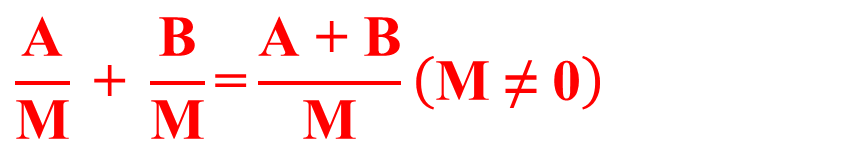 A/M + B/M = (A + B)/M (M ≠ 0)